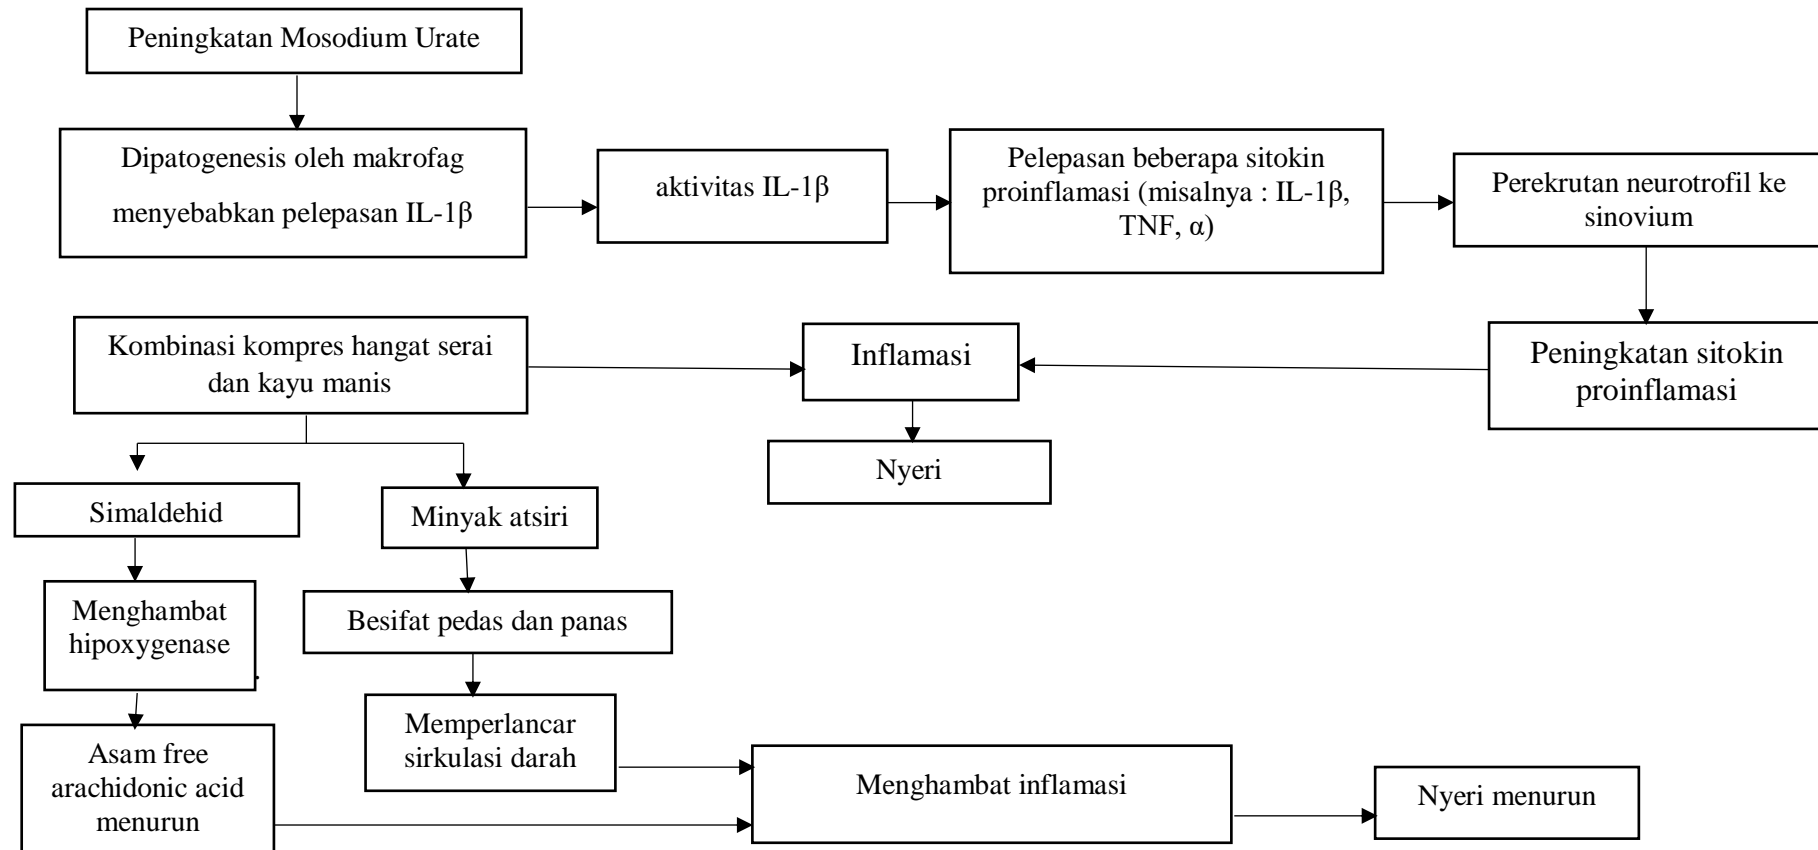 Peningkatan Mosodium Urate
Dipatogenesis oleh makrofag
menyebabkan pelepasan IL-1β
aktivitas IL-1β
Pelepasan beberapa sitokin
proinflamasi (misalnya : IL-1β,
TNF, α)
Perekrutan neurotrofil ke
sinovium
Kombinasi kompres hangat serai
dan kayu manis
Inflamasi
Peningkatan sitokin
proinflamasi
Nyeri
Simaldehid
Minyak atsiri
Menghambat
hipoxygenase
Besifat pedas dan panas
Asam free
arachidonic acid
menurun
Memperlancar
sirkulasi darah
Menghambat inflamasi
Nyeri menurun